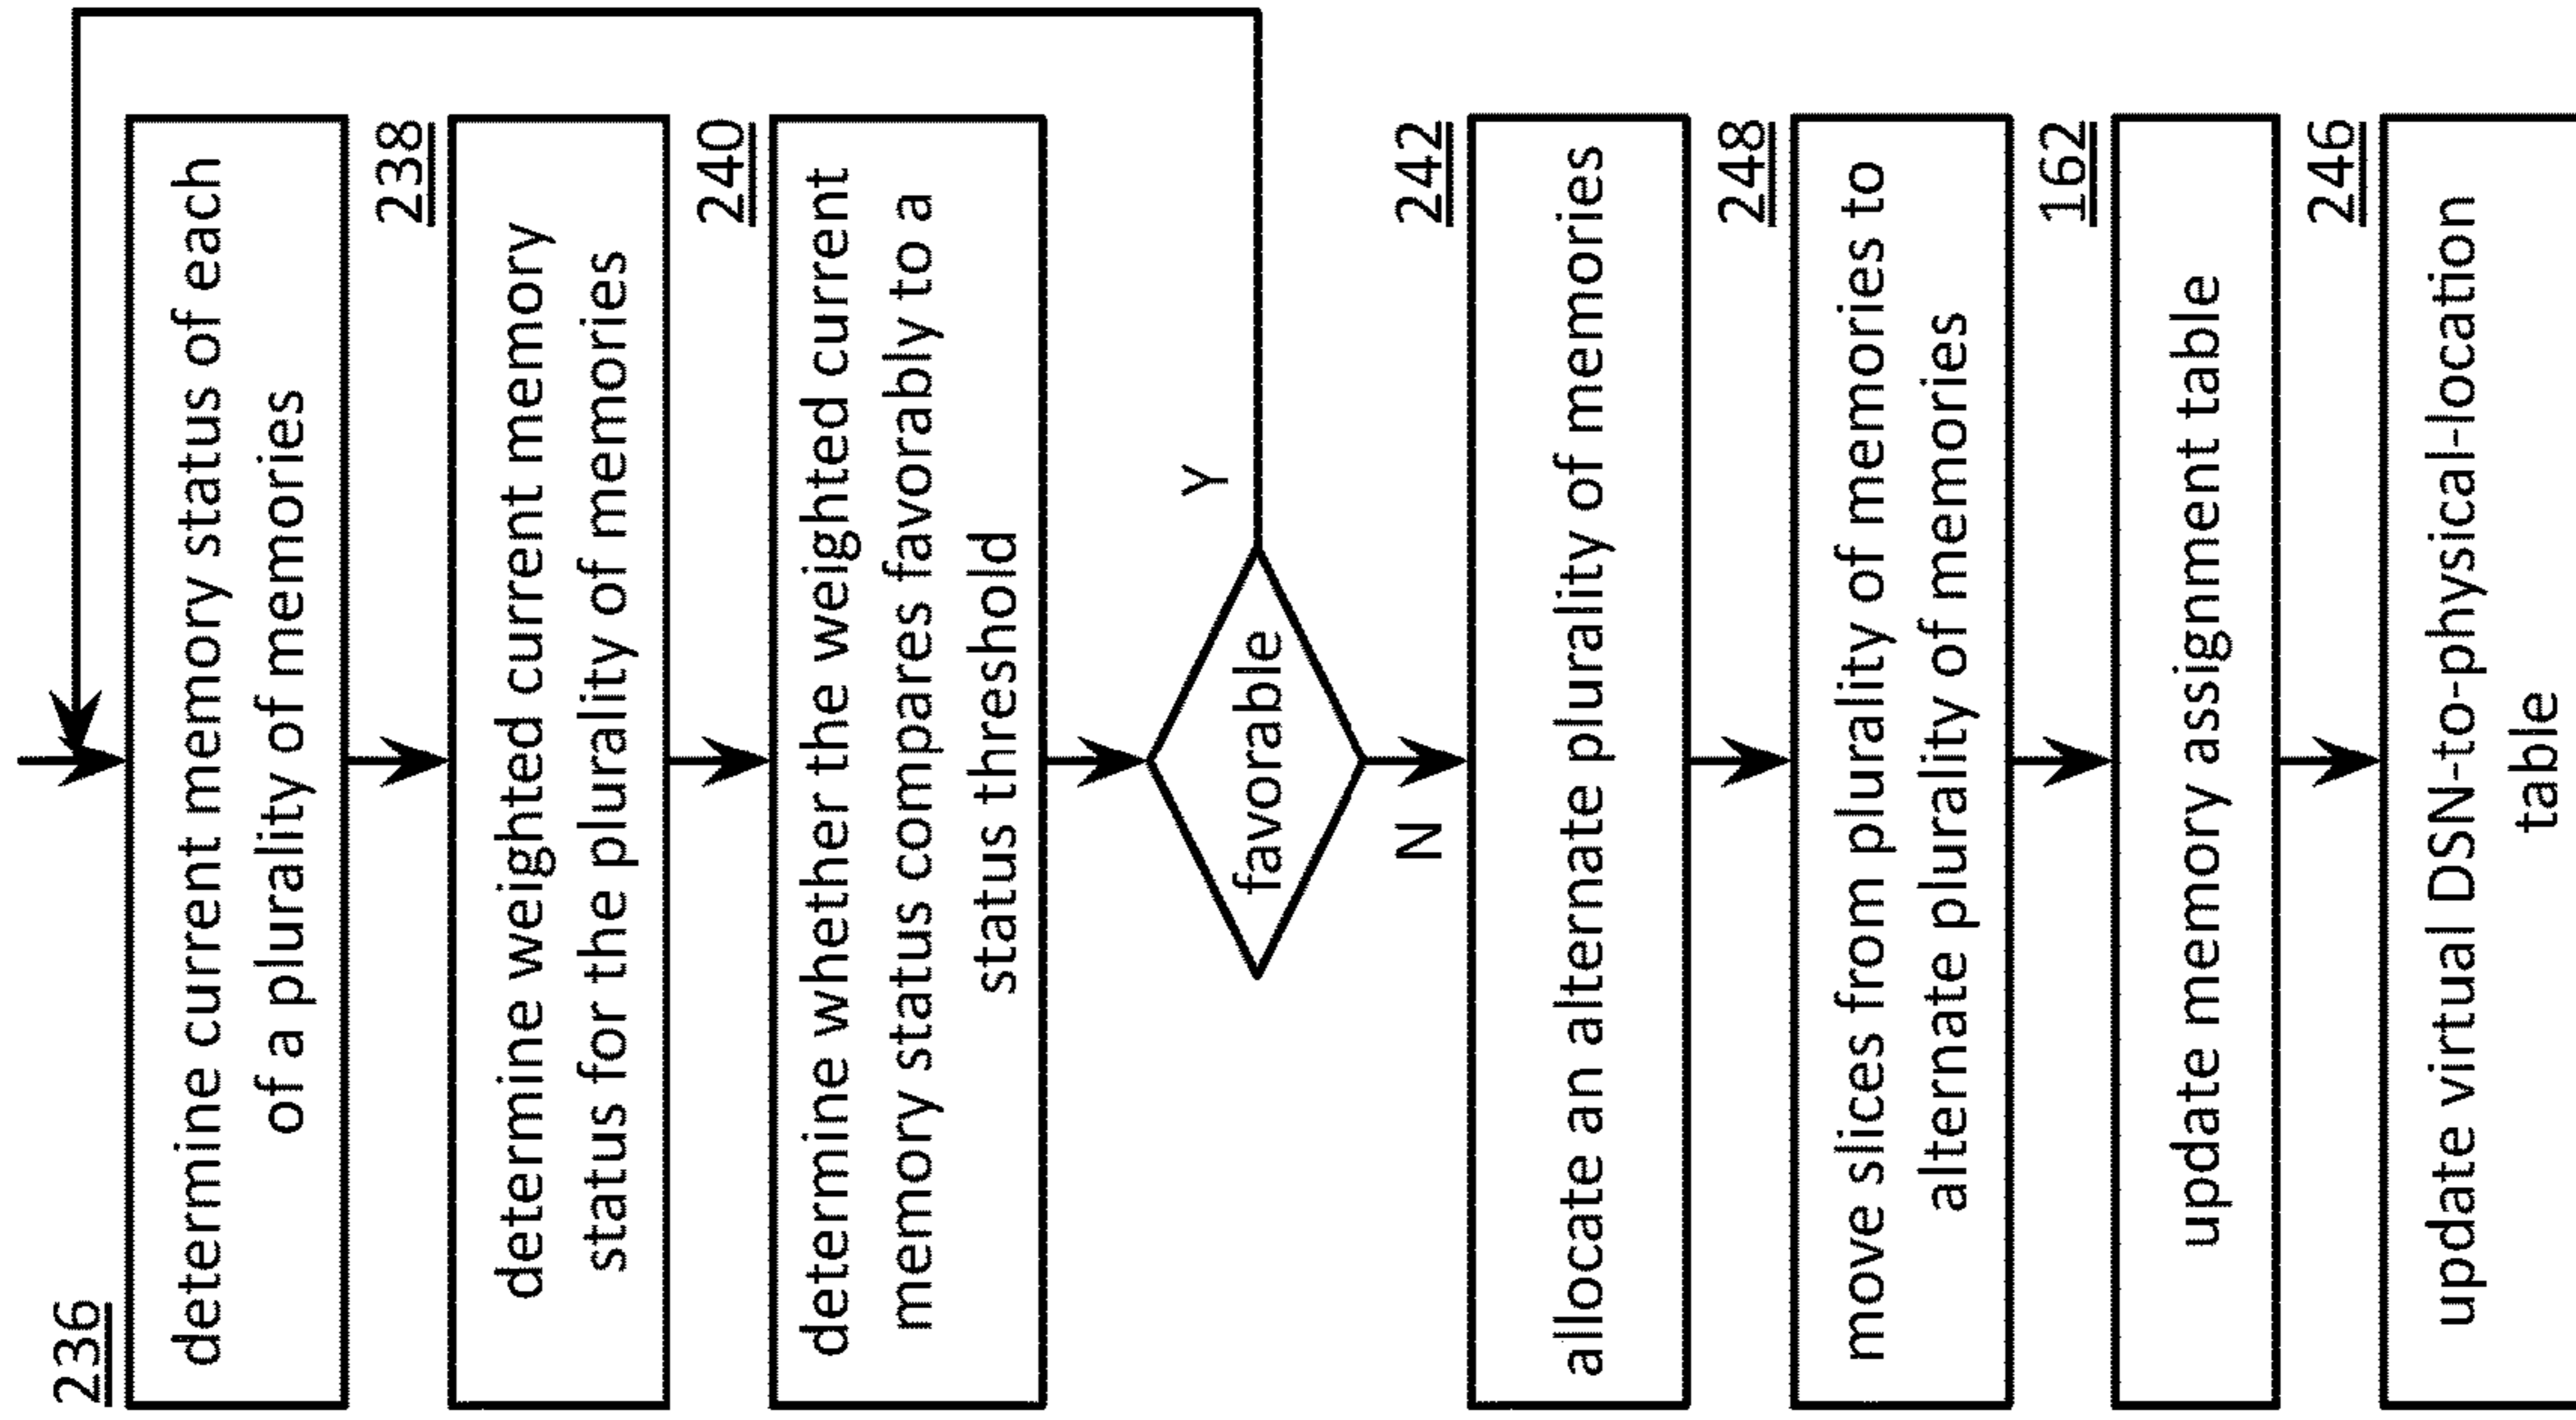 236
determine current memory status of each
of a plurality of memories
238
determine weighted current memory
status for the plurality of memories
240
determine whether the weighted current
memory status compares favorably to a
status threshold
favorable
Y
N
242
allocate an alternate plurality of memories
248
move slices from plurality of memories to
alternate plurality of memories
162
update memory assignment table
246
update virtual DSN-to-physical-location
table